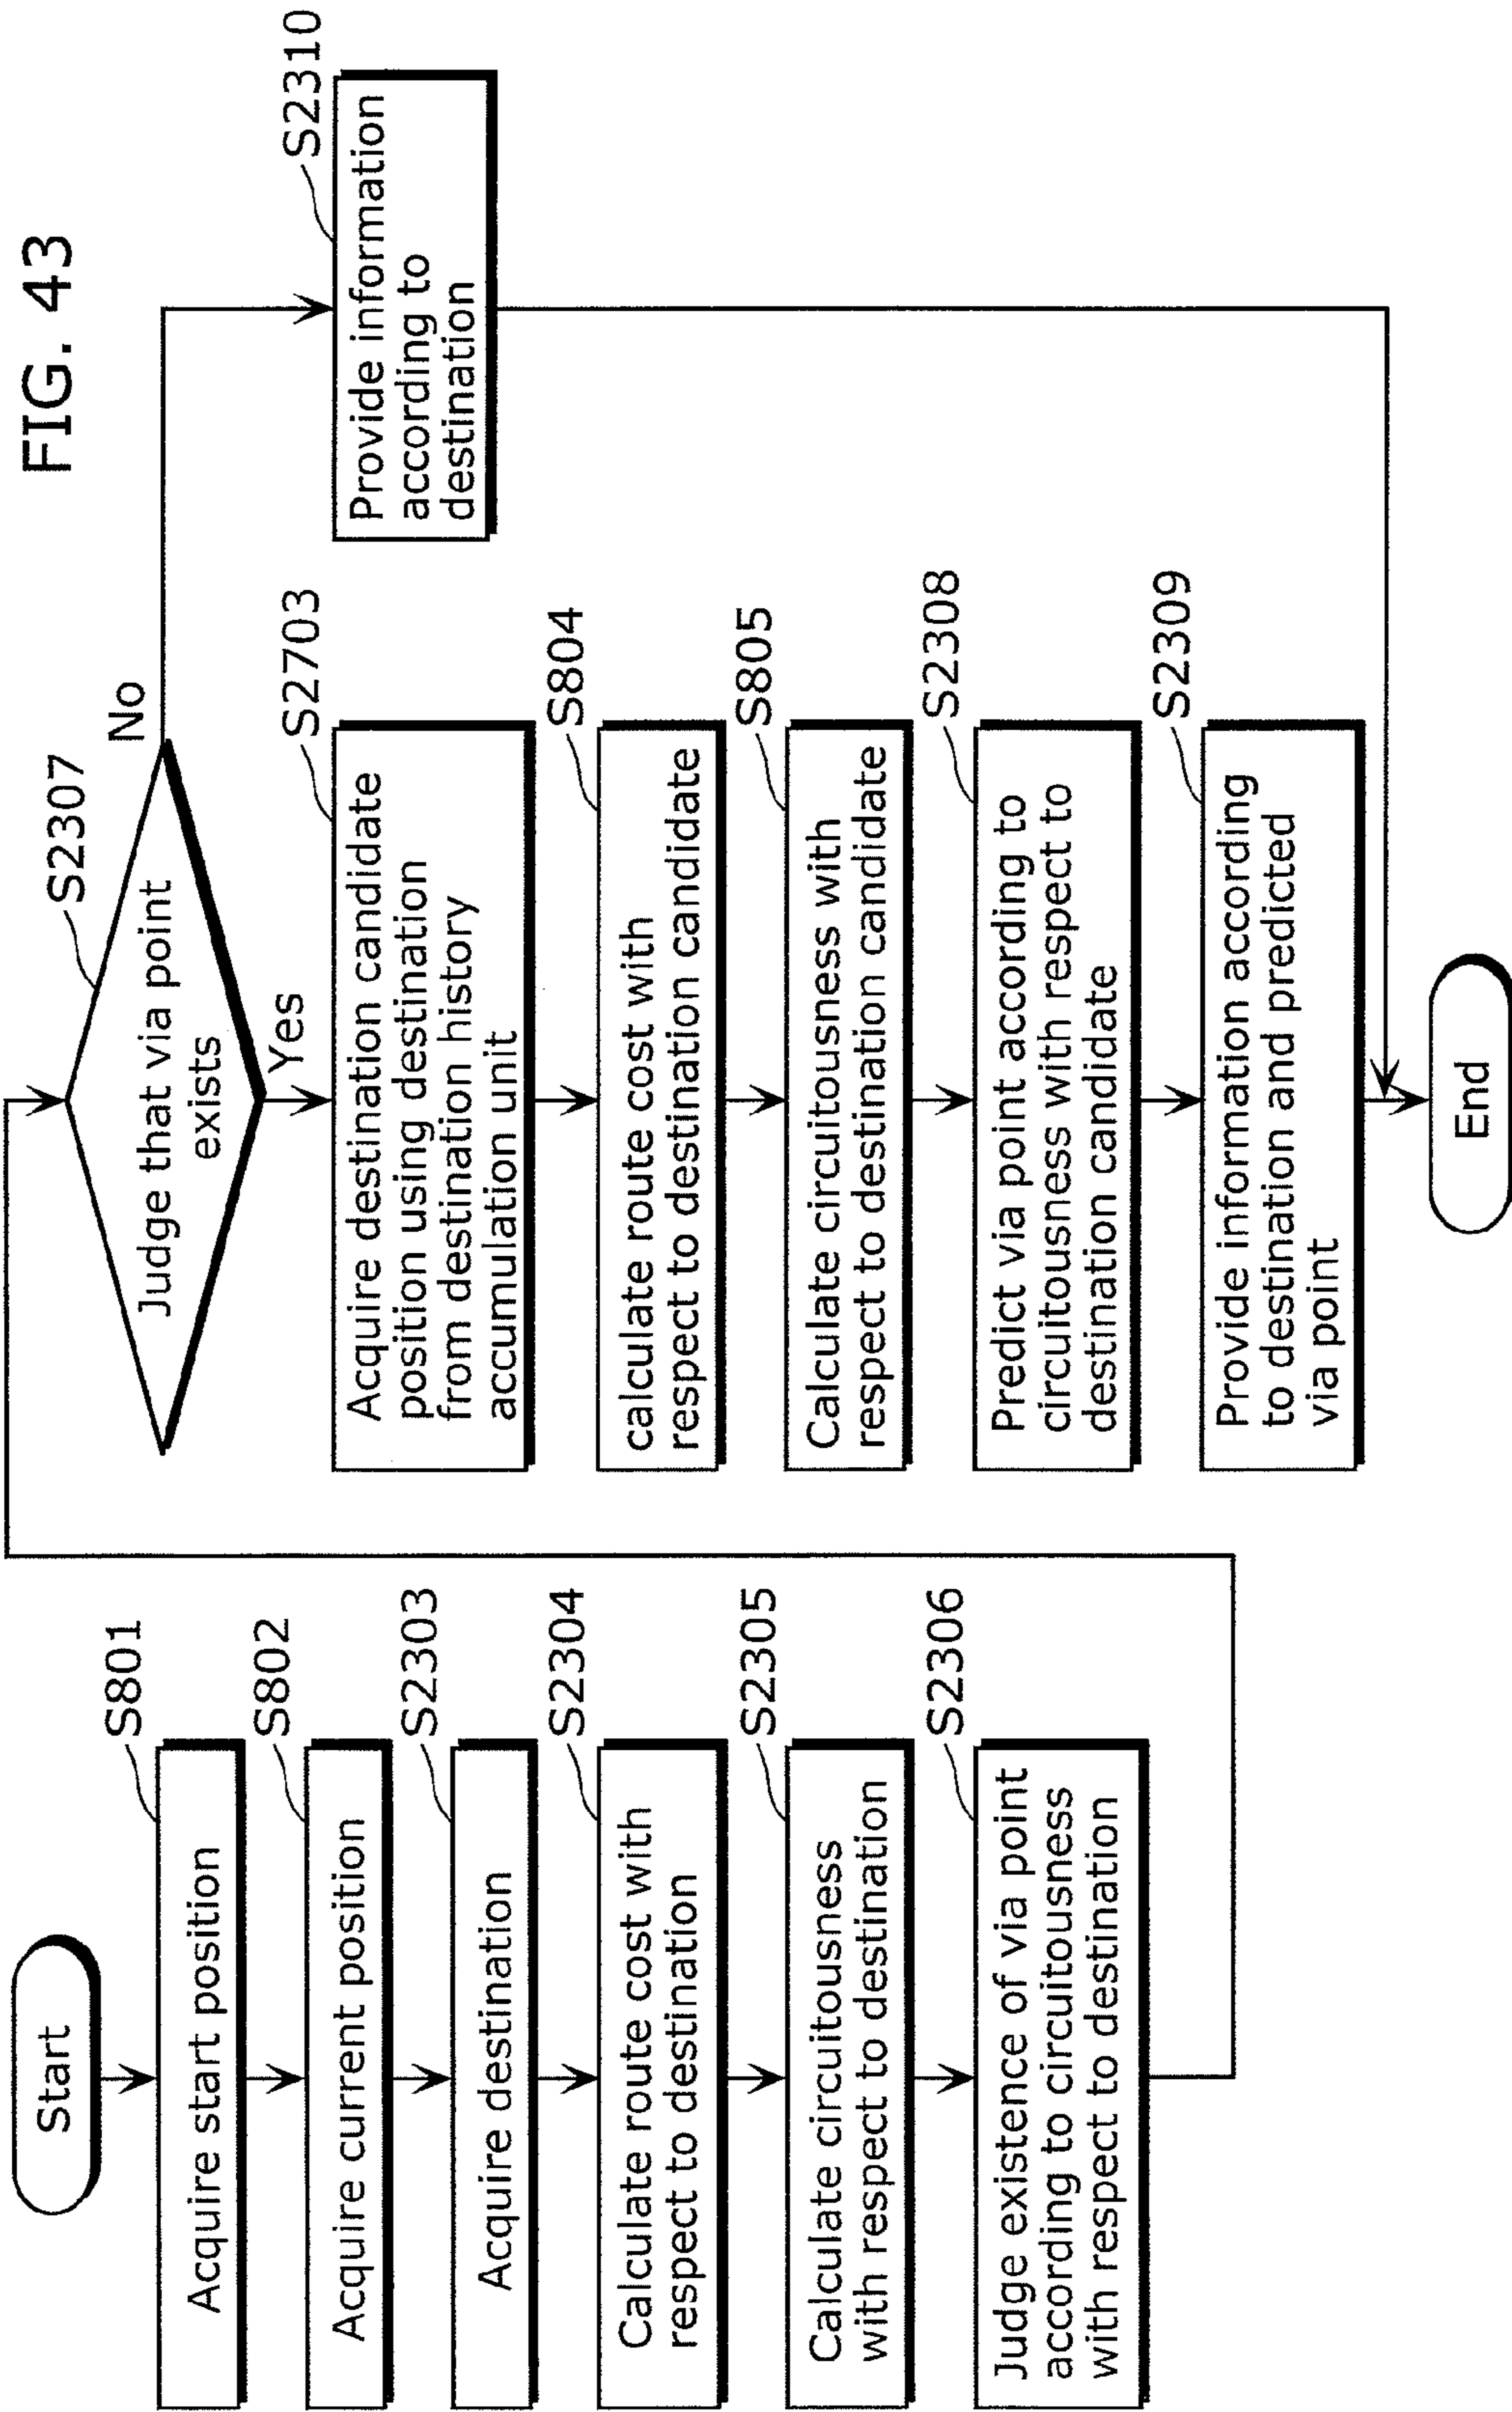 FIG. 43
Start
S801
Acquire start position
S802
Acquire current position
S2303
Acquire destination
S2304
Calculate route cost with
respect to destination
S2305
Calculate circuitousness
with respect to destination
S2306
Judge existence of via point
according to circuitousness
with respect to destination
S2307
Judge that via point
exists
No
Yes
S2703
Acquire destination candidate
position using destination
from destination history
accumulation unit
S804
calculate route cost with
respect to destination candidate
S805
Calculate circuitousness with
respect to destination candidate
S2308
Predict via point according to
circuitousness with respect to
destination candidate
S2309
Provide information according
to destination and predicted
via point
S2310
Provide information
according to
destination
End